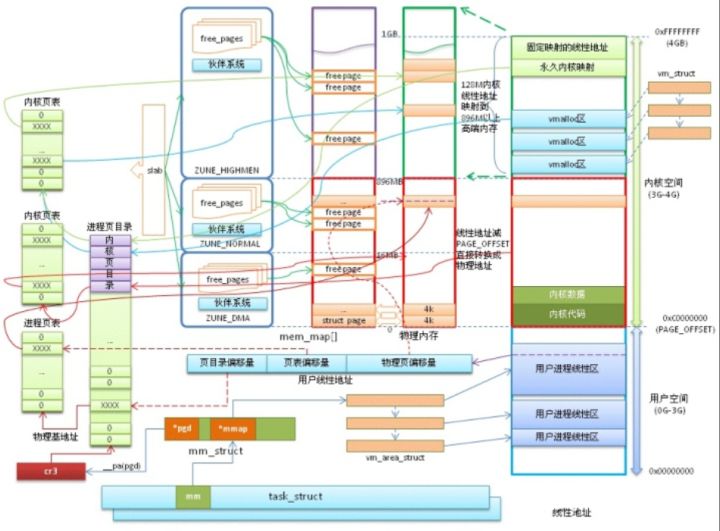 1GB
0xFFFFFFFF
(4GB)
free_pages
伙伴系统
固定映射的线性地址
永久内核映射
free page
free page
128M内核
线性地址
映射到
896M以上
高端内存
vm_struct
内核页表
0
XXXX
0
...
XXXX
...
0
0
vmalloc区
vmalloc区
vmalloc区
free page
slab
ZUNE_HIGHMEN
896MB
内核空间
(3G-4G)
free_pages
伙伴系统
ZUNE_NORMAL
...
free page
free page
内核页表
0
XXXX
0
...
0
0
进程页目录
内
核
页
目
录
线性地址减
PAGE_OFFSET
直接转换成
物理地址
16MB
free_pages
伙伴系统
ZUNE_DMA
free page
...
struct page
4k
4k
0
内核数据
内核代码
0xC0000000
(PAGE_OFFSET)
mem_map[]
物理内存
进程页表
0
XXXX
0
...
0
0
...
0
0
XXXX
0
...
0
0
页目录偏移量
页表偏移量
物理页偏移量
用户线性地址
用户进程线性区
用户进程线性区
用户进程线性区
用户空间
(0G-3G)
物理基地址
*pgd
*mmap
mm_struct
vm_area_struct
cr3
__pa(pgd)
0x00000000
mm
task_struct
线性地址